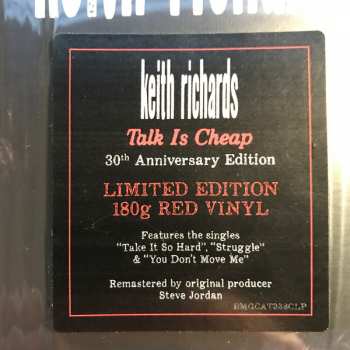 keith richards
Talk Is Cheap
30th Anniversary Edition
LIMITED EDITION
180g RED VINYL
Features the singles
"Take It So Hard", "Struggle"
& "You Don't Move Me"
Remastered by original producer
Steve Jordan